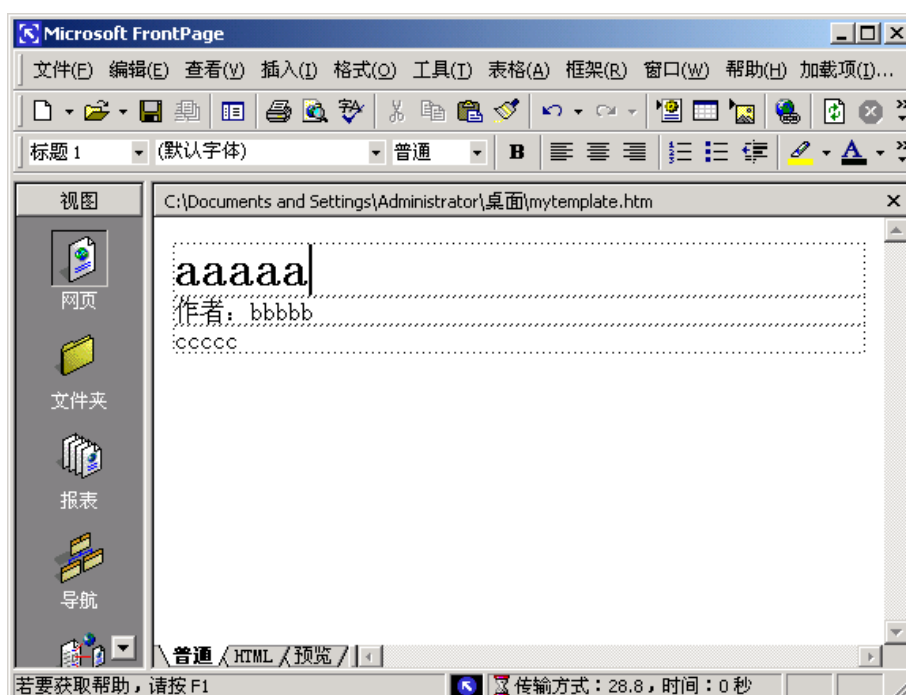 Microsoft FrontPage
文件(F) 编辑(E) 查看(V) 插入(I) 格式(O) 工具(T) 表格(A) 框架(R) 窗口(W) 帮助(H) 加载项(I)...
标题 1 (默认字体) 普通 B A
视图 C:\Documents and Settings\Administrator\桌面\mytemplate.htm
aaaaa
网页
作者：bbbbb
ccccc
文件夹
报表
导航
普通 HTML 预览
若要获取帮助，请按 F1 传输方式：28.8，时间：0 秒